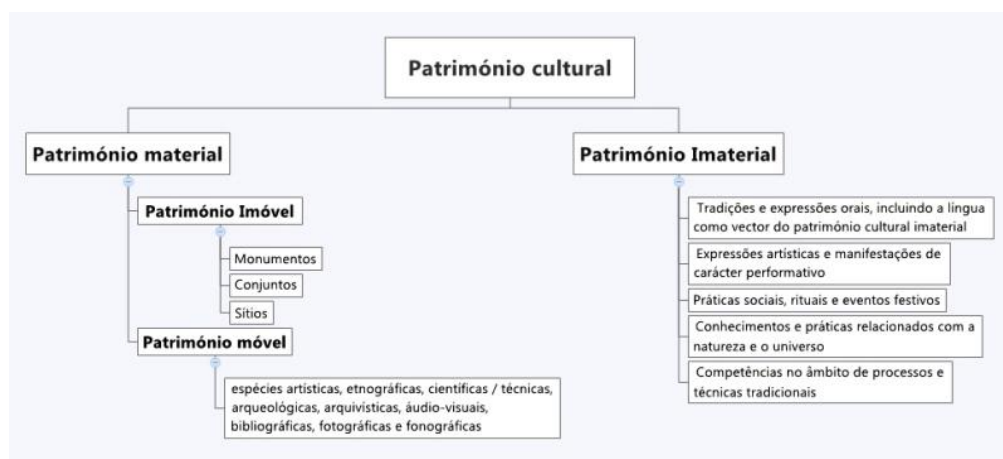 Património cultural
Património material
Património Imóvel
Monumentos
Conjuntos
Sítios
Património móvel
espécies artísticas, etnográficas, científicas / técnicas,
arqueológicas, arquivísticas, áudio-visuais,
bibliográficas, fotográficas e fonográficas
Património Imaterial
Tradições e expressões orais, incluindo a língua
como vector do património cultural imaterial
Expressões artísticas e manifestações de
carácter performativo
Práticas sociais, rituais e eventos festivos
Conhecimentos e práticas relacionados com a
natureza e o universo
Competências no âmbito de processos e
técnicas tradicionais